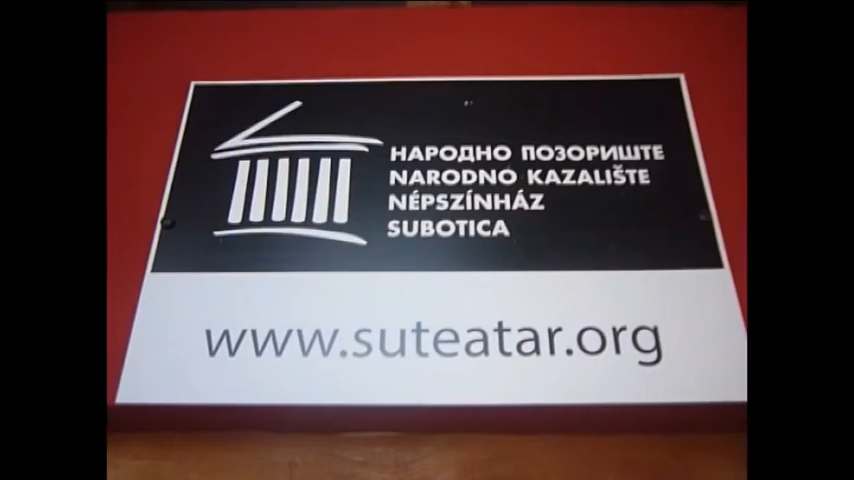 НАРОДНО ПОЗОРИШТЕ
NARODNO KAZALIŠTE
NÉPSZÍNHÁZ
SUBOTICA
www.suteatar.org